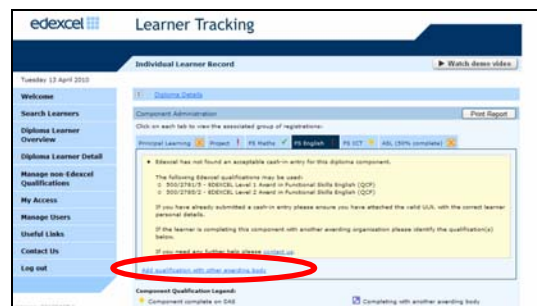 edexcel
Learner Tracking
Individual Learner Record
Watch demo video
Tuesday 13 April 2010
Welcome
Diploma Details
Search Learners
Component Administration
Print Report
Diploma Learner Overview
Click on each tab to view the associated group of registrations:
Principal Learning Project FS Maths FS English FS ICT ASL (50% complete)
Diploma Learner Detail
Edexcel has not found an acceptable cash-in entry for this diploma component.
Manage non-Edexcel Qualifications
The following Edexcel qualifications may be used:
500/2791/5 - EDEXCEL Level 1 Award in Functional Skills English (QCF)
500/2795/2 - EDEXCEL Level 2 Award in Functional Skills English (QCF)
My Access
If you have already submitted a cash-in entry please ensure you have attached the valid ULN, with the correct learner personal details.
Manage Users
Useful Links
If the learner is completing this component with another awarding organisation please identify the qualification(s) below.
Contact Us
If you need any further help please contact us.
Log out
Add qualification with other awarding body
Component Qualification Legend:
Component complete on DAS
Completing with another awarding body